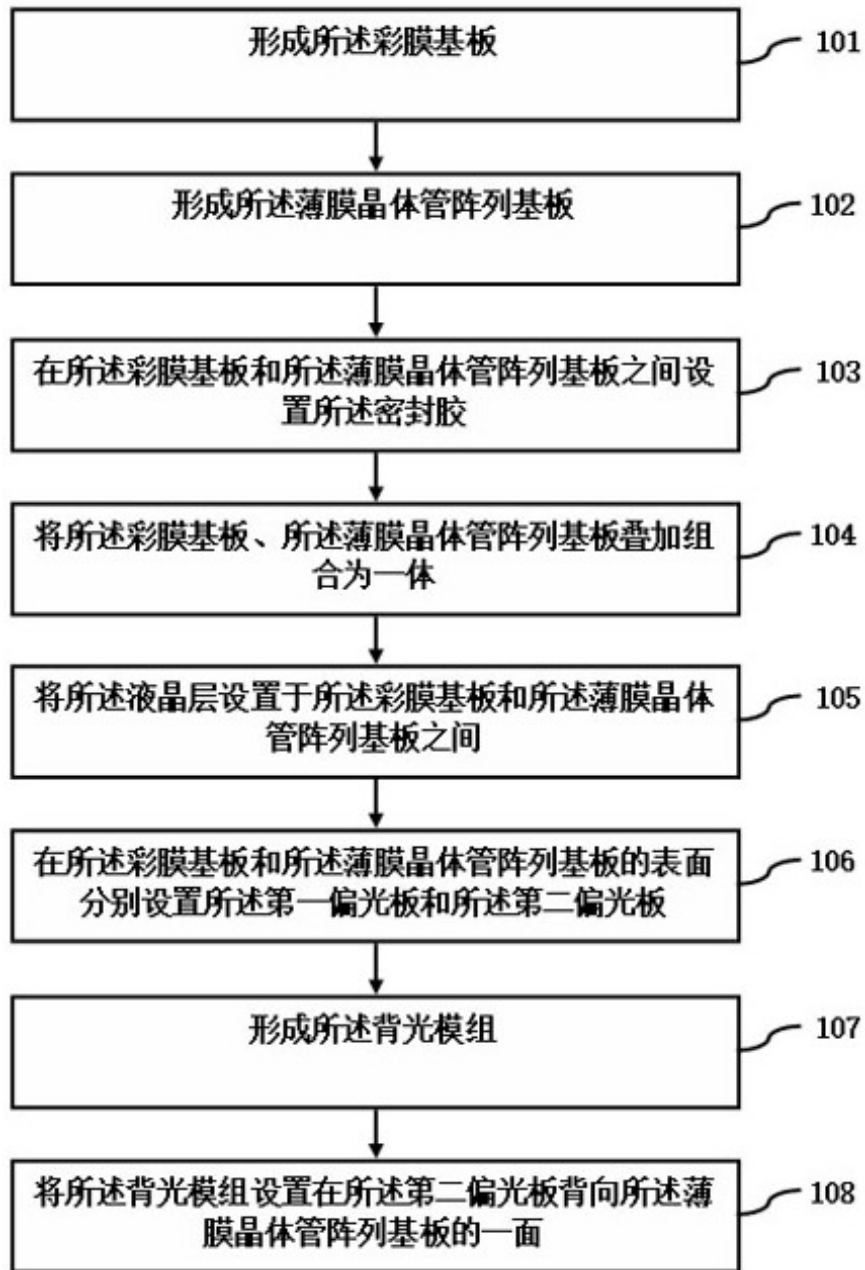 形成所述彩膜基板
101
形成所述薄膜晶体管阵列基板
102
在所述彩膜基板和所述薄膜晶体管阵列基板之间设
置所述密封胶
103
将所述彩膜基板、所述薄膜晶体管阵列基板叠加组
合为一体
104
将所述液晶层设置于所述彩膜基板和所述薄膜晶体
管阵列基板之间
105
在所述彩膜基板和所述薄膜晶体管阵列基板的表面
分别设置所述第一偏光板和所述第二偏光板
106
形成所述背光模组
107
将所述背光模组设置在所述第二偏光板背向所述薄
膜晶体管阵列基板的一面
108